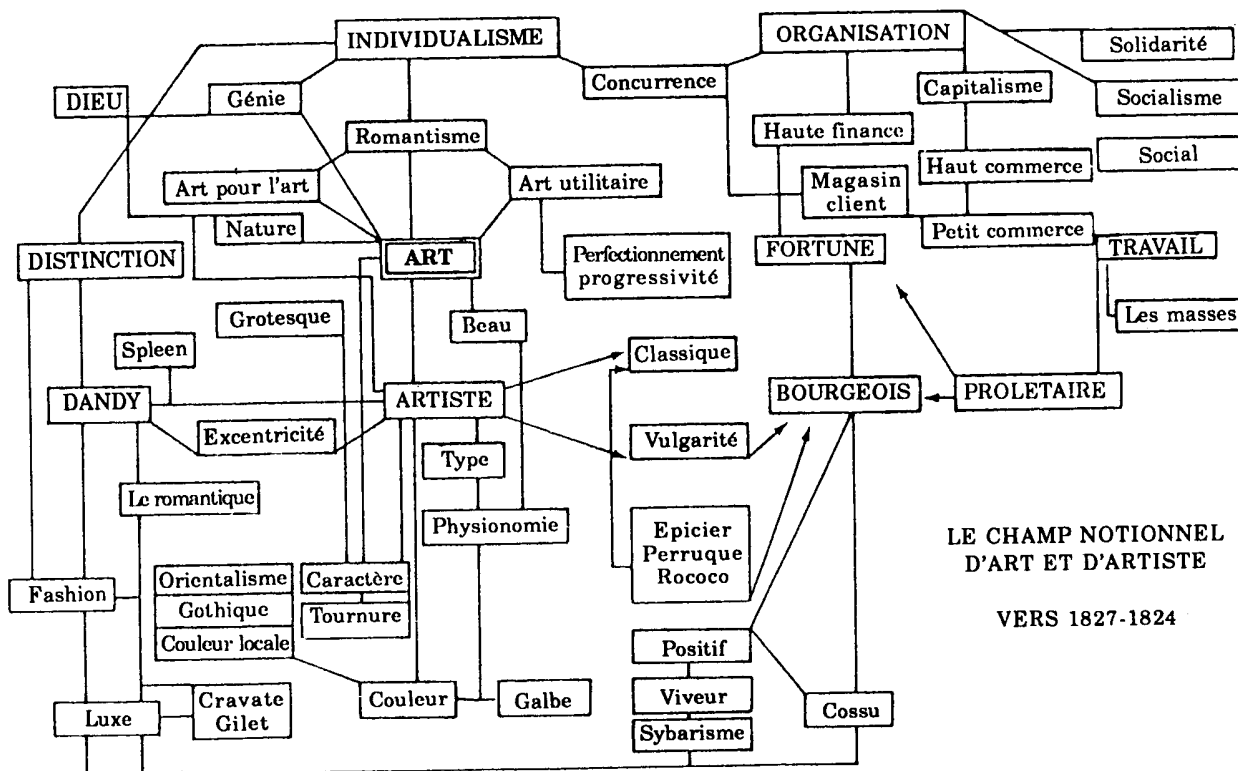 INDIVIDUALISME
ORGANISATION
Solidarité
DIEU
Génie
Concurrence
Capitalisme
Socialisme
Romantisme
Haute finance
Art pour l'art
Art utilitaire
Magasin
client
Haut commerce
Social
Nature
Petit commerce
DISTINCTION
ART
Perfectionnement
progressivité
FORTUNE
TRAVAIL
Grotesque
Beau
Les masses
Spleen
Classique
DANDY
ARTISTE
BOURGEOIS
PROLETAIRE
Excentricité
Type
Vulgarité
Le romantique
Physionomie
Epicier
Perruque
Rococo
LE CHAMP NOTIONNEL
D'ART ET D'ARTISTE
VERS 1827-1824
Fashion
Orientalisme
Gothique
Couleur locale
Caractère
Tournure
Positif
Luxe
Cravate
Gilet
Couleur
Galbe
Viveur
Sybarisme
Cossu